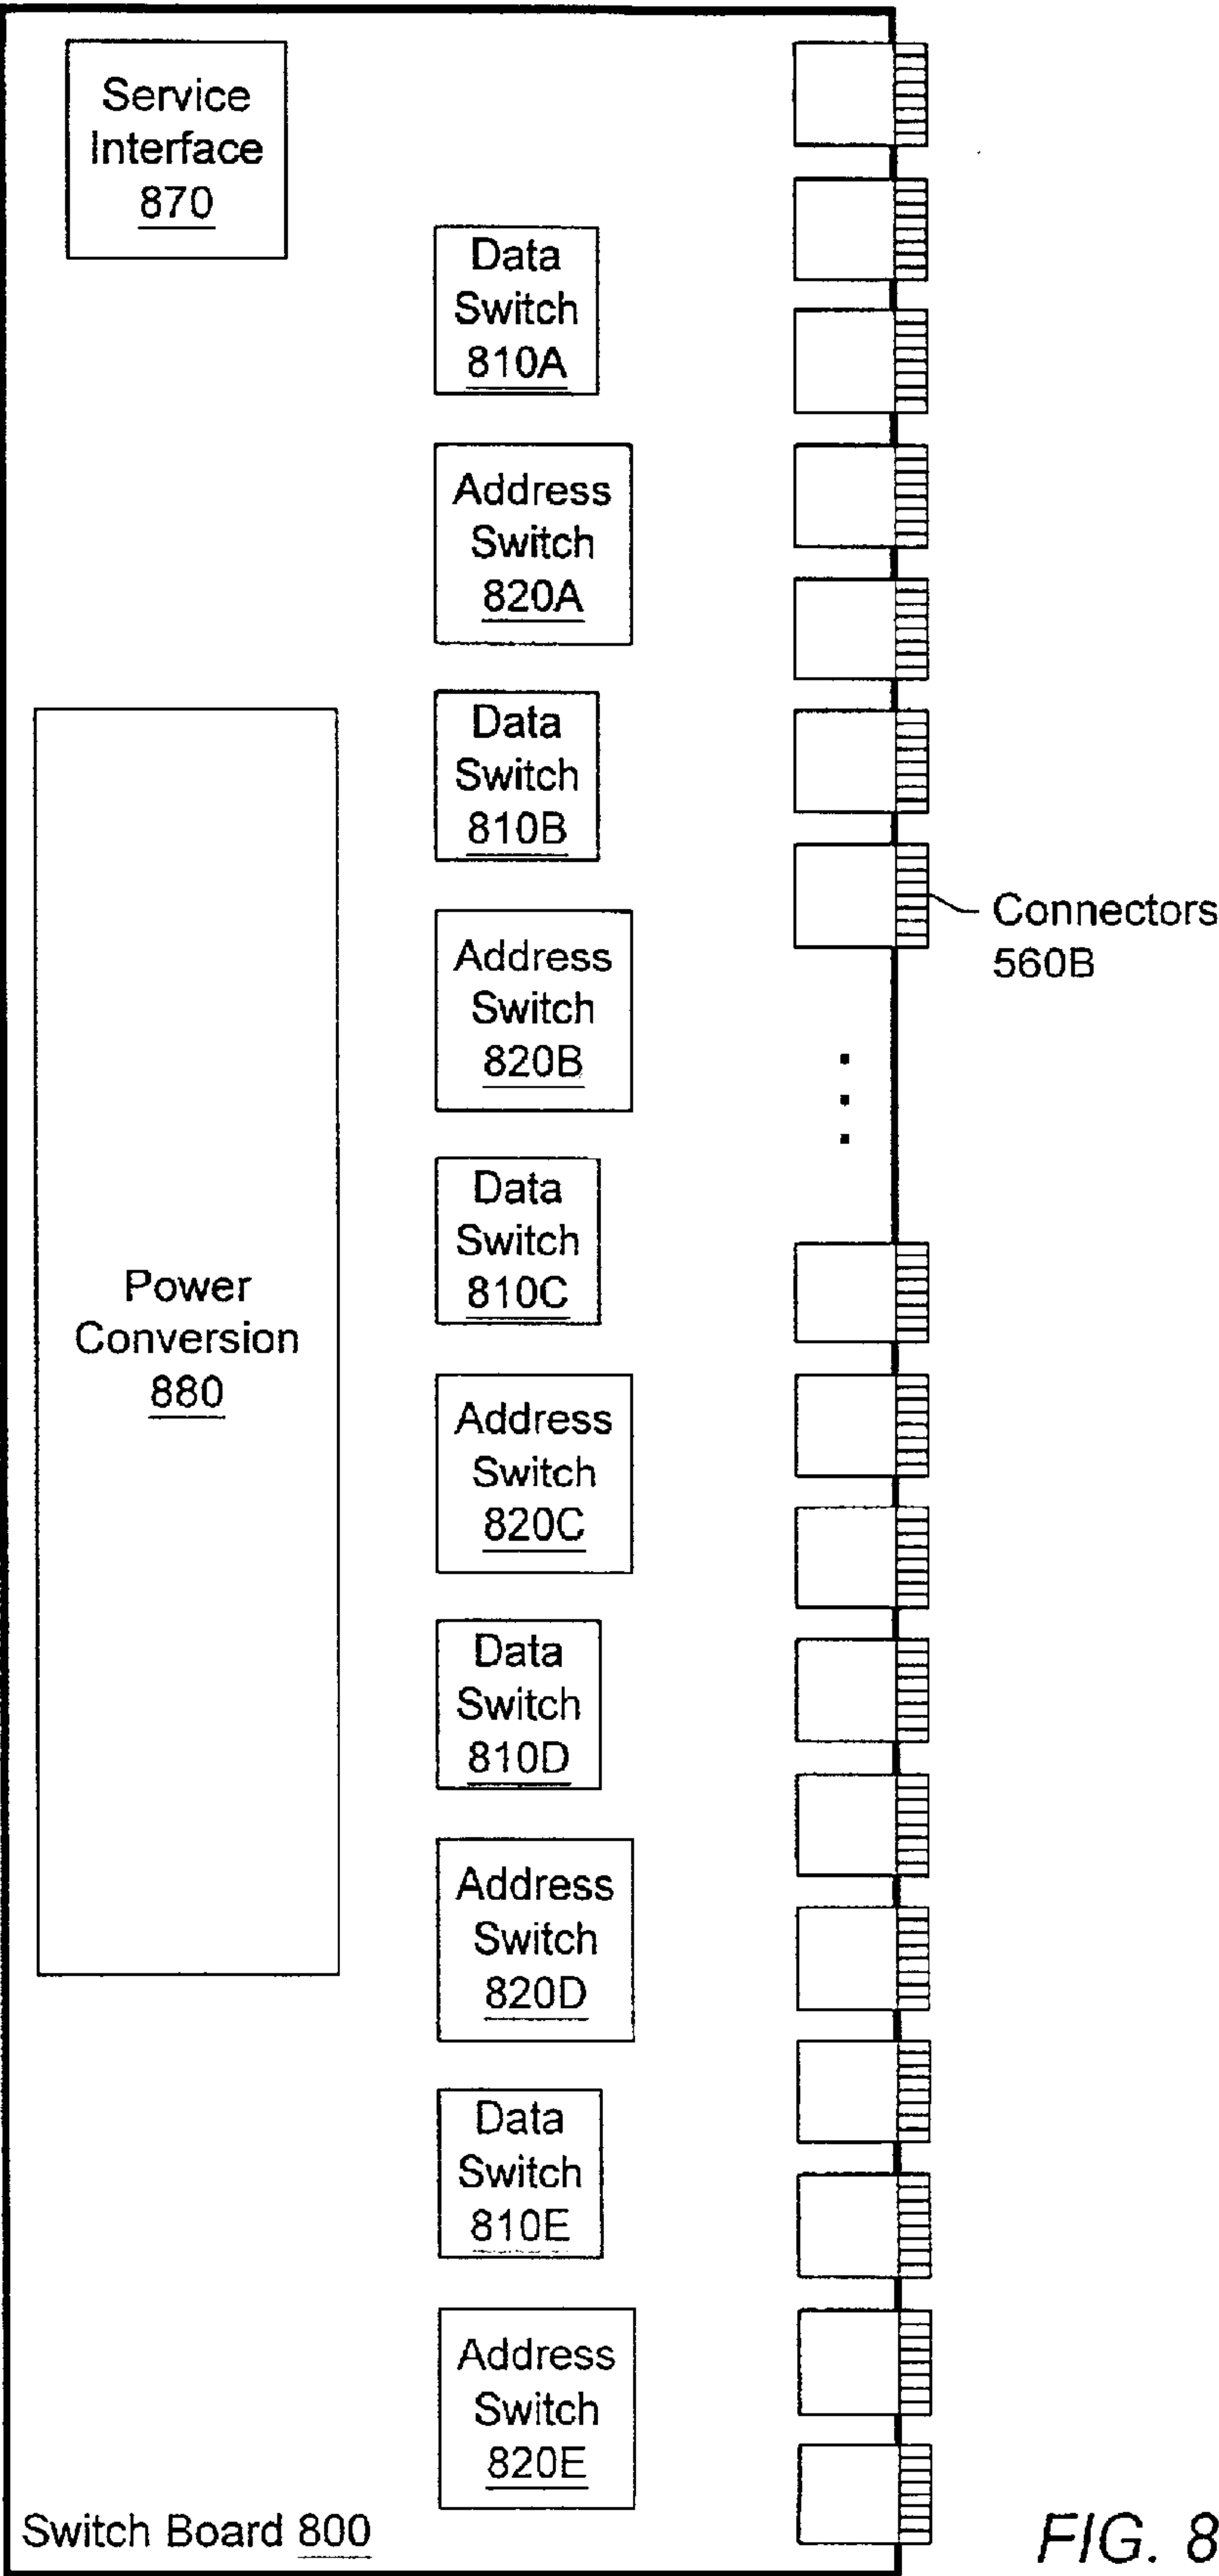 Service
Interface
870
Data
Switch
810A
Address
Switch
820A
Data
Switch
810B
Address
Switch
820B
Connectors
560B
Data
Switch
810C
Power
Conversion
880
Address
Switch
820C
Data
Switch
810D
Address
Switch
820D
Data
Switch
810E
Address
Switch
820E
Switch Board 800
FIG. 8